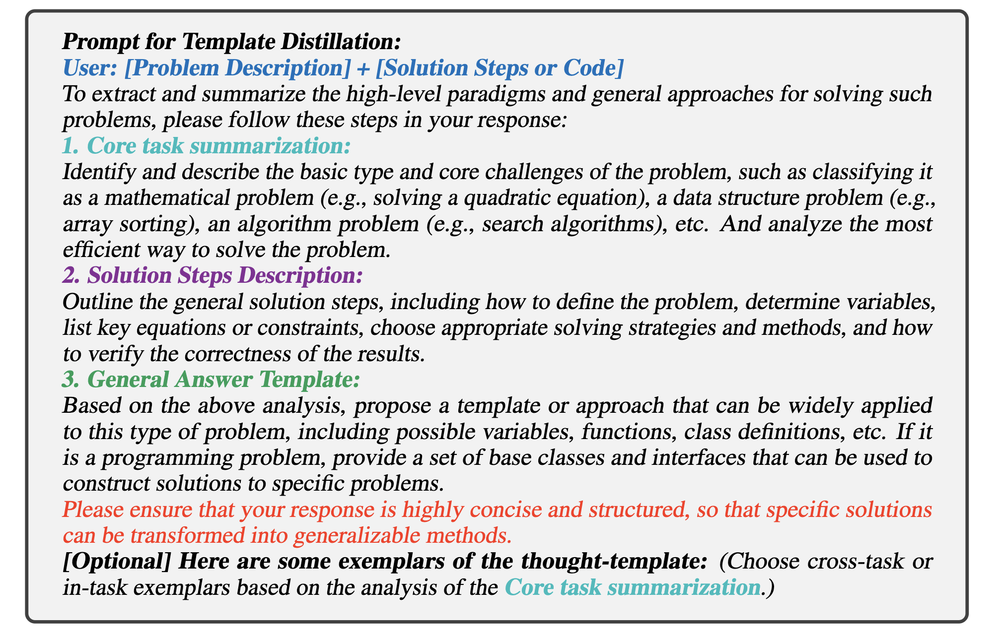 Prompt for Template Distillation:
User: [Problem Description] + [Solution Steps or Code]
To extract and summarize the high-level paradigms and general approaches for solving such
problems, please follow these steps in your response:
1. Core task summarization:
Identify and describe the basic type and core challenges of the problem, such as classifying it
as a mathematical problem (e.g., solving a quadratic equation), a data structure problem (e.g.,
array sorting), an algorithm problem (e.g., search algorithms), etc. And analyze the most
efficient way to solve the problem.
2. Solution Steps Description:
Outline the general solution steps, including how to define the problem, determine variables,
list key equations or constraints, choose appropriate solving strategies and methods, and how
to verify the correctness of the results.
3. General Answer Template:
Based on the above analysis, propose a template or approach that can be widely applied
to this type of problem, including possible variables, functions, class definitions, etc. If it
is a programming problem, provide a set of base classes and interfaces that can be used to
construct solutions to specific problems.
Please ensure that your response is highly concise and structured, so that specific solutions
can be transformed into generalizable methods.
[Optional] Here are some exemplars of the thought-template: (Choose cross-task or
in-task exemplars based on the analysis of the Core task summarization.)